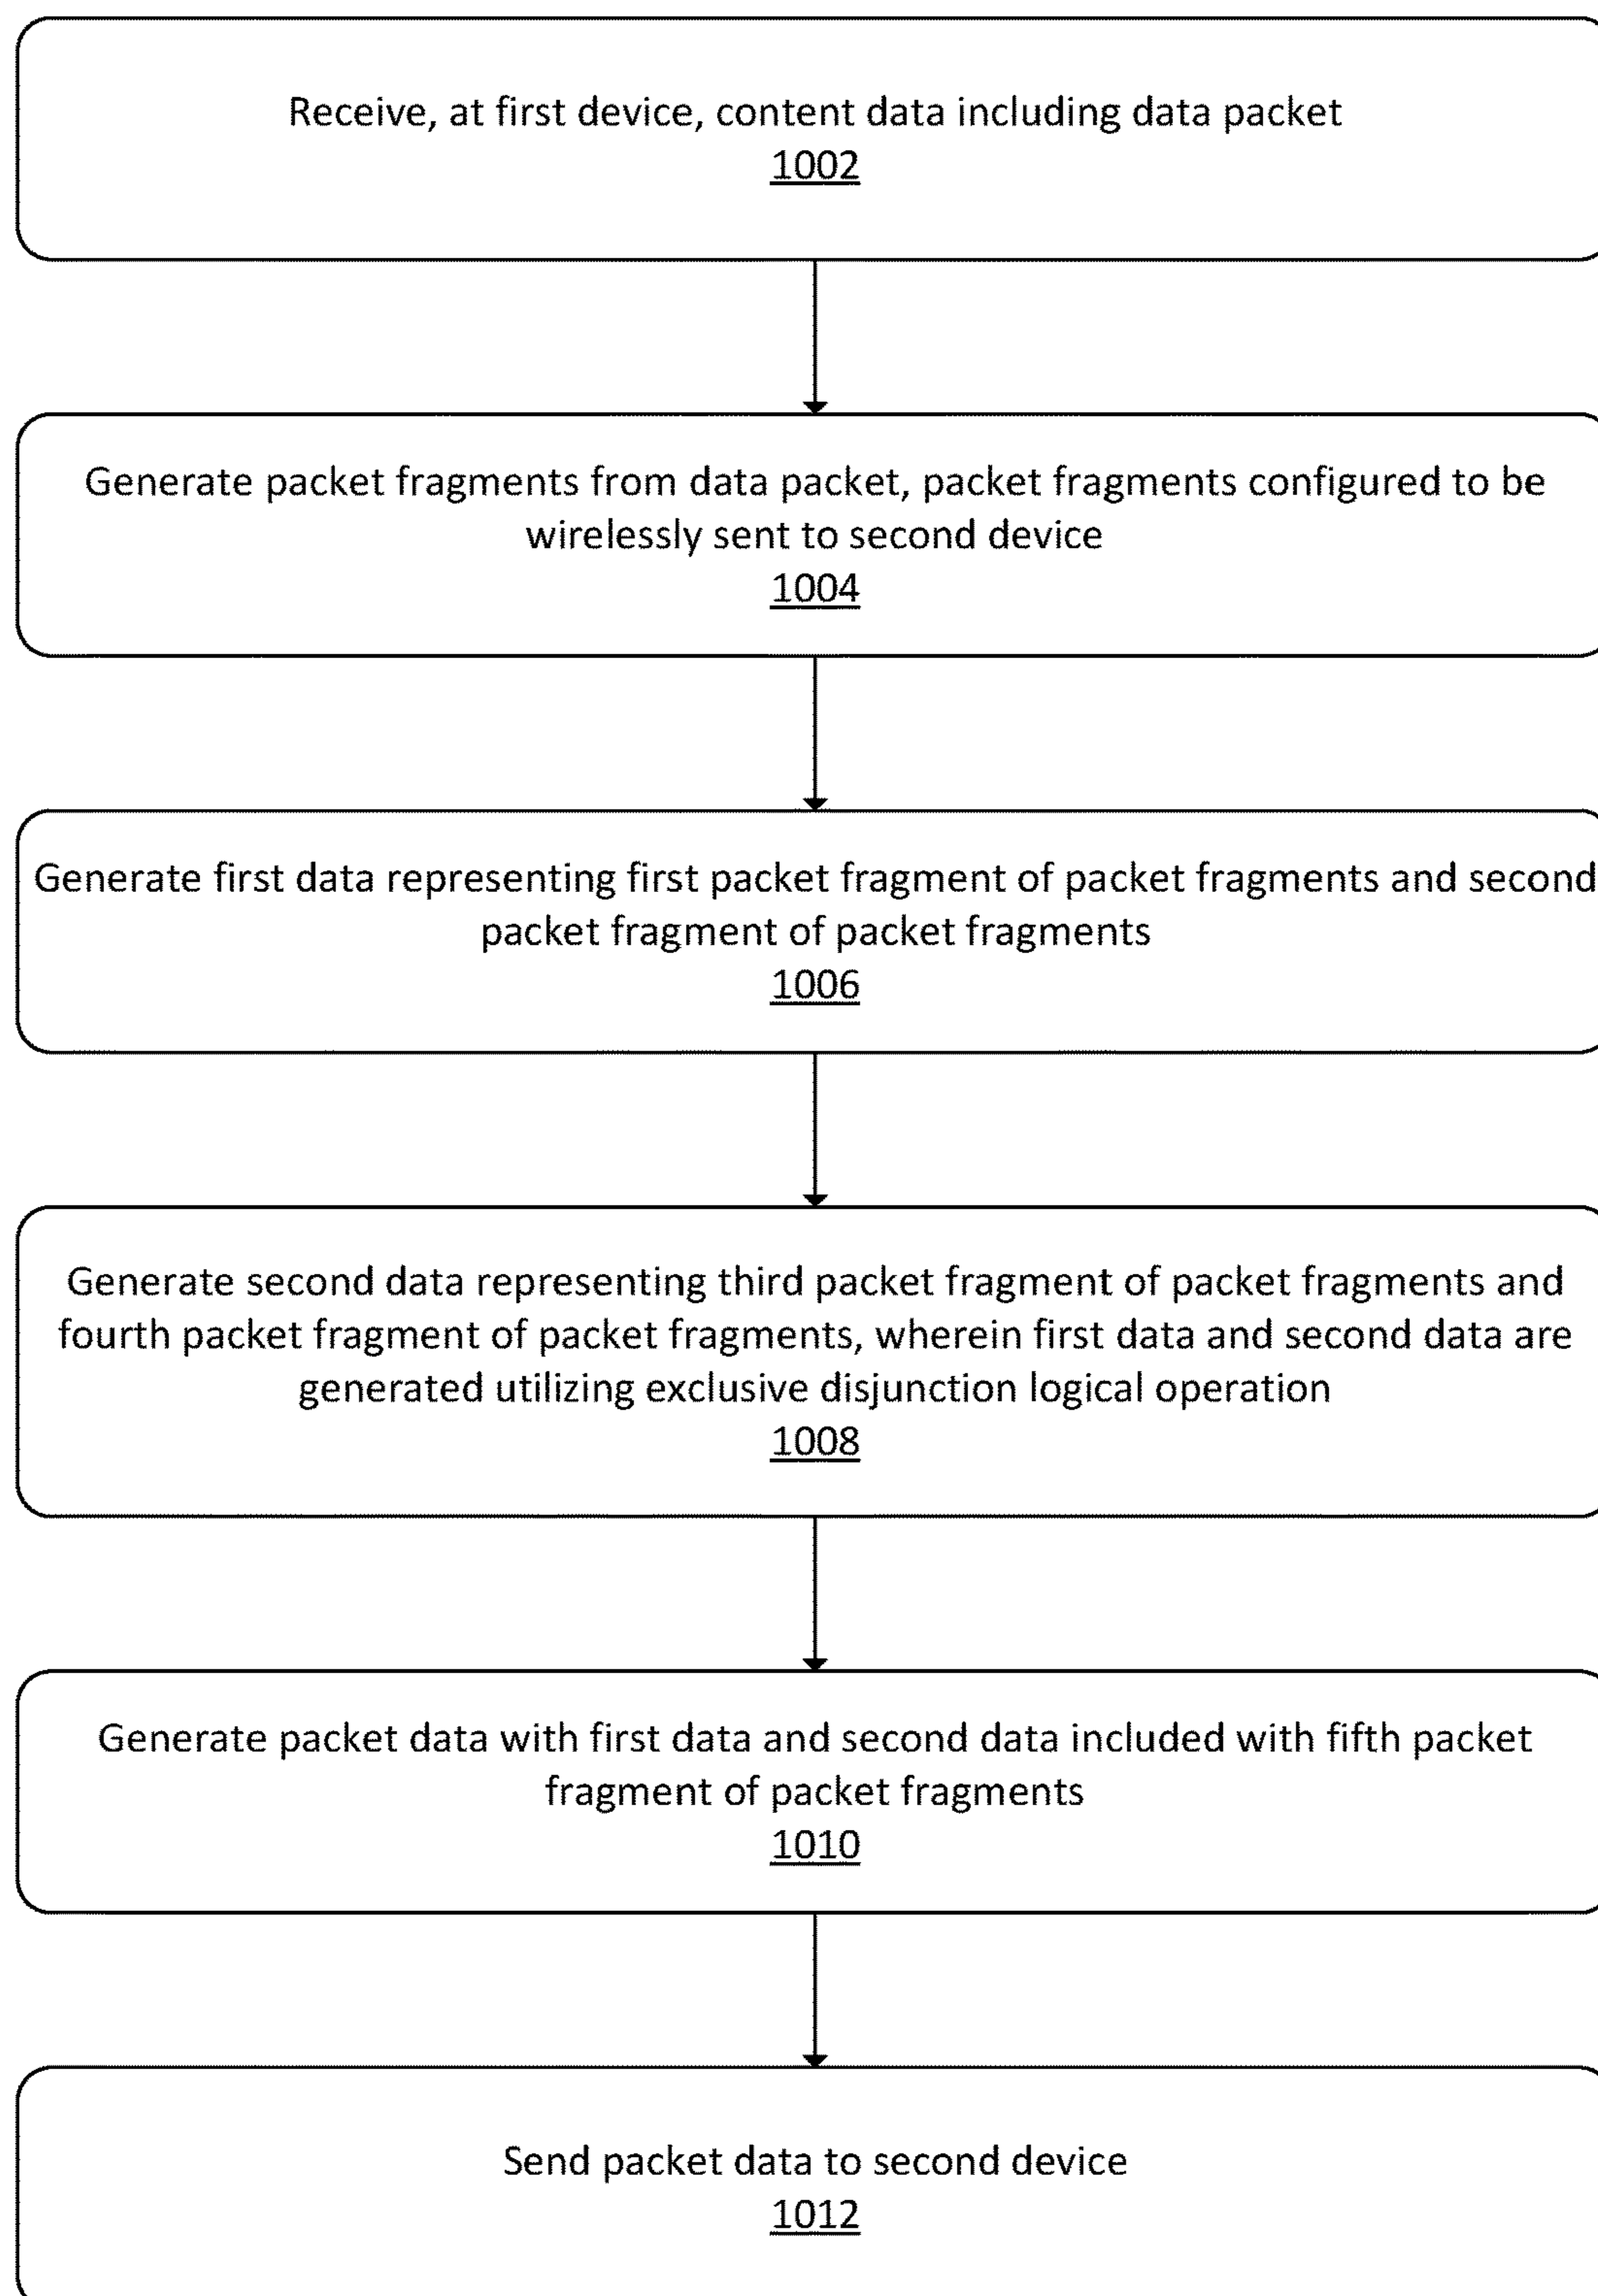 Receive, at first device, content data including data packet
1002
Generate packet fragments from data packet, packet fragments configured to be
wirelessly sent to second device
1004
Generate first data representing first packet fragment of packet fragments and second
packet fragment of packet fragments
1006
Generate second data representing third packet fragment of packet fragments and
fourth packet fragment of packet fragments, wherein first data and second data are
generated utilizing exclusive disjunction logical operation
1008
Generate packet data with first data and second data included with fifth packet
fragment of packet fragments
1010
Send packet data to second device
1012